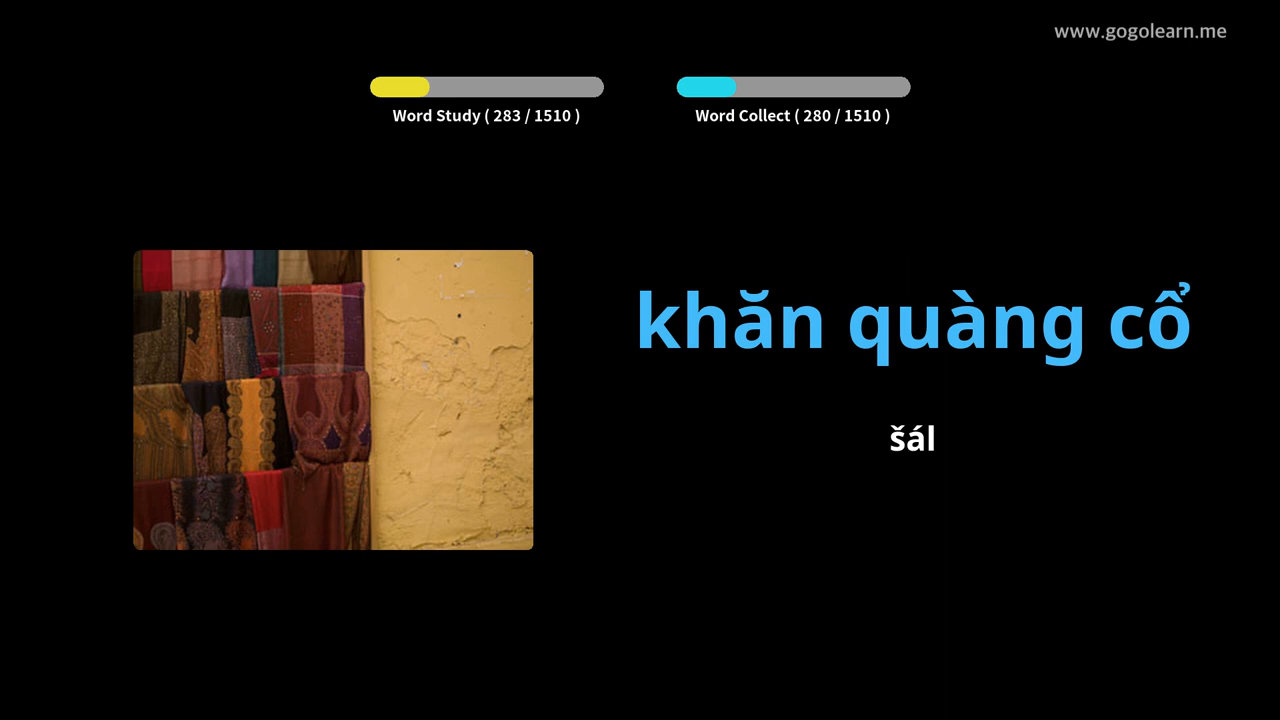 www.gogolearn.me
Word Study ( 283 / 1510 )
Word Collect ( 280 / 1510 )
khăn quàng cổ
šál